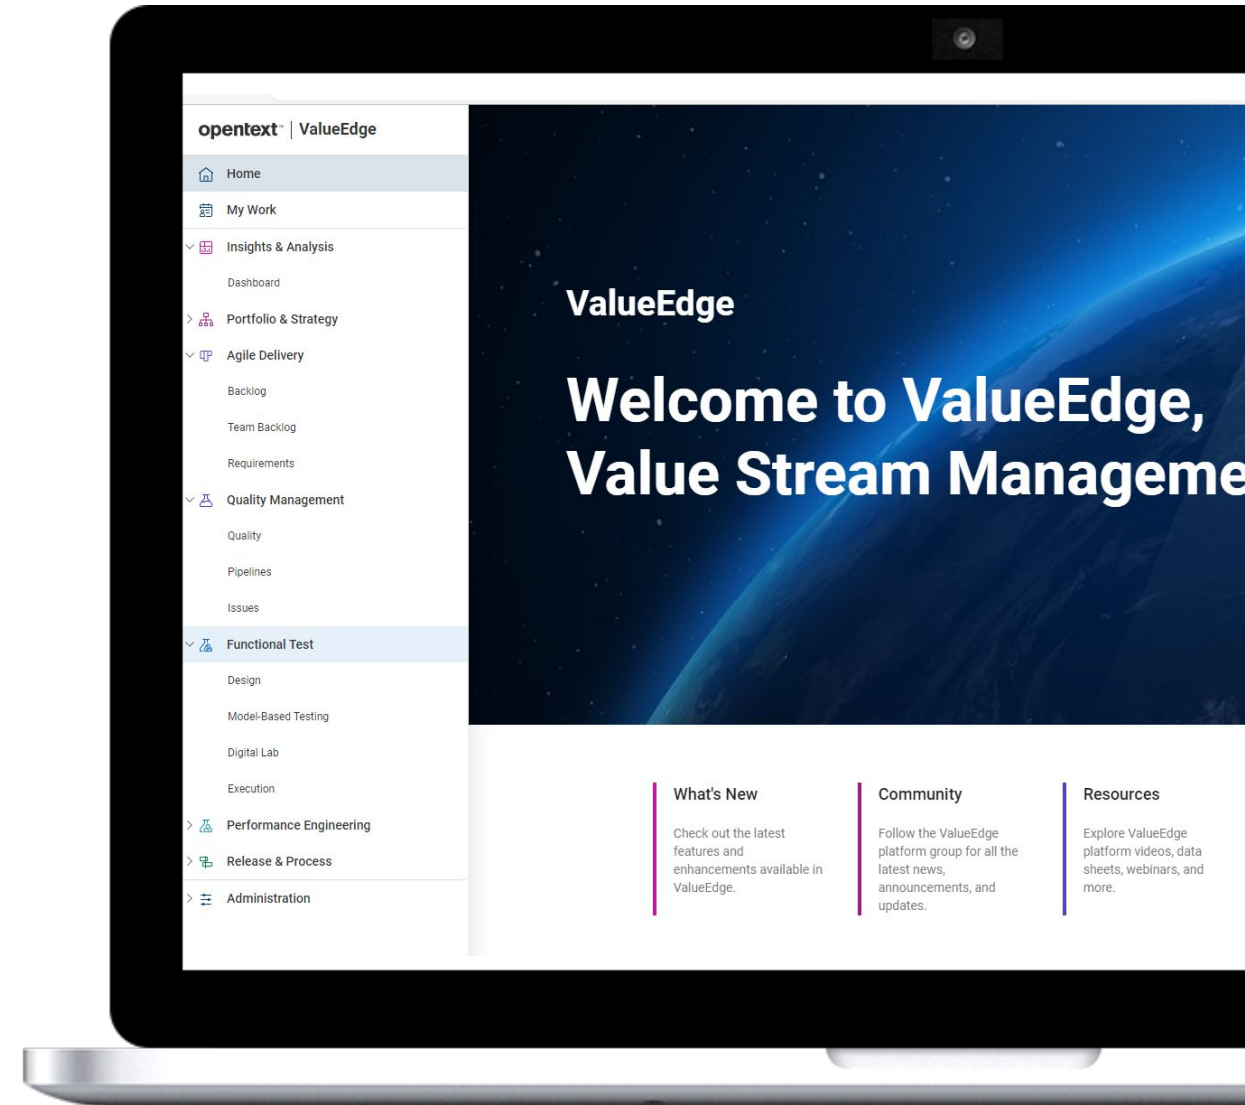 opentext™ | ValueEdge
Home
My Work
Insights & Analysis
Dashboard
Portfolio & Strategy
Agile Delivery
Backlog
Team Backlog
Requirements
Quality Management
Quality
Pipelines
Issues
Functional Test
Design
Model-Based Testing
Digital Lab
Execution
Performance Engineering
Release & Process
Administration
ValueEdge
Welcome to ValueEdge,
Value Stream Manageme
What's New
Check out the latest
features and
enhancements available in
ValueEdge.
Community
Follow the ValueEdge
platform group for all the
latest news,
announcements, and
updates.
Resources
Explore ValueEdge
platform videos, data
sheets, webinars, and
more.